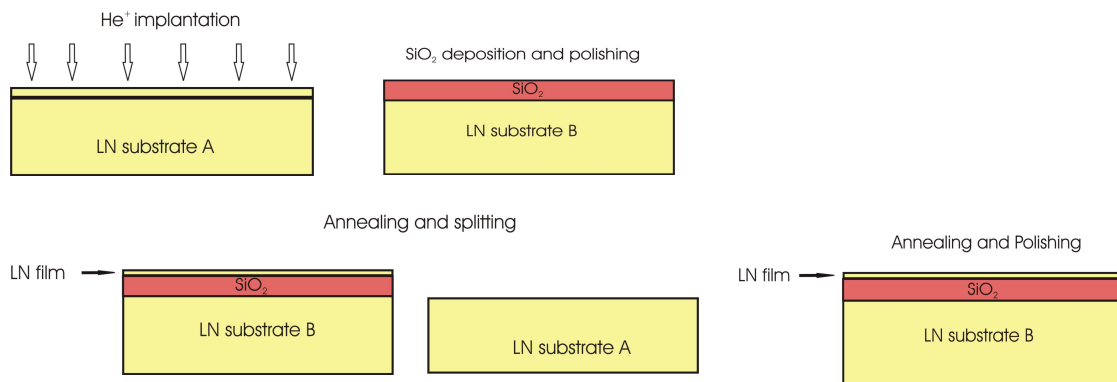 He⁺ implantation
SiO₂ deposition and polishing
LN substrate A
SiO₂
LN substrate B
Annealing and splitting
LN film
SiO₂
LN substrate B
LN substrate A
Annealing and Polishing
LN film
SiO₂
LN substrate B